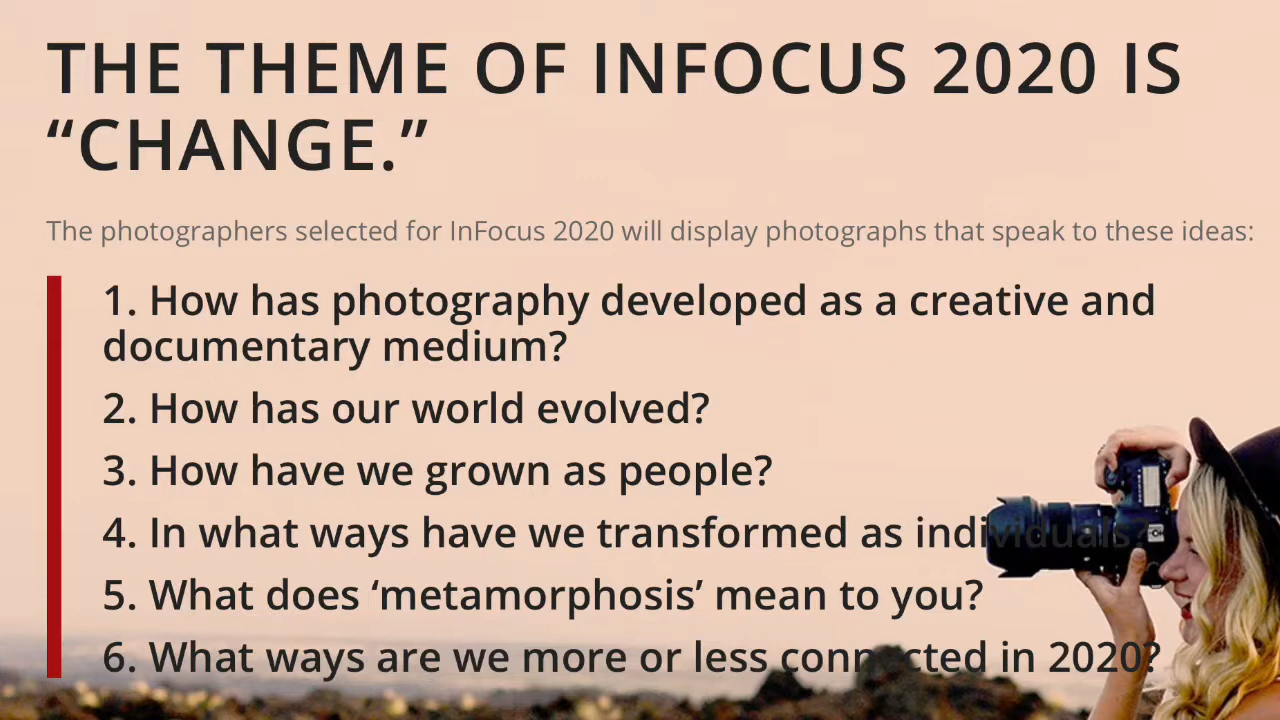 THE THEME OF INFOCUS 2020 IS
“CHANGE.”
The photographers selected for InFocus 2020 will display photographs that speak to these ideas:
1. How has photography developed as a creative and
documentary medium?
2. How has our world evolved?
3. How have we grown as people?
4. In what ways have we transformed as individuals?
5. What does ‘metamorphosis’ mean to you?
6. What ways are we more or less connected in 2020?